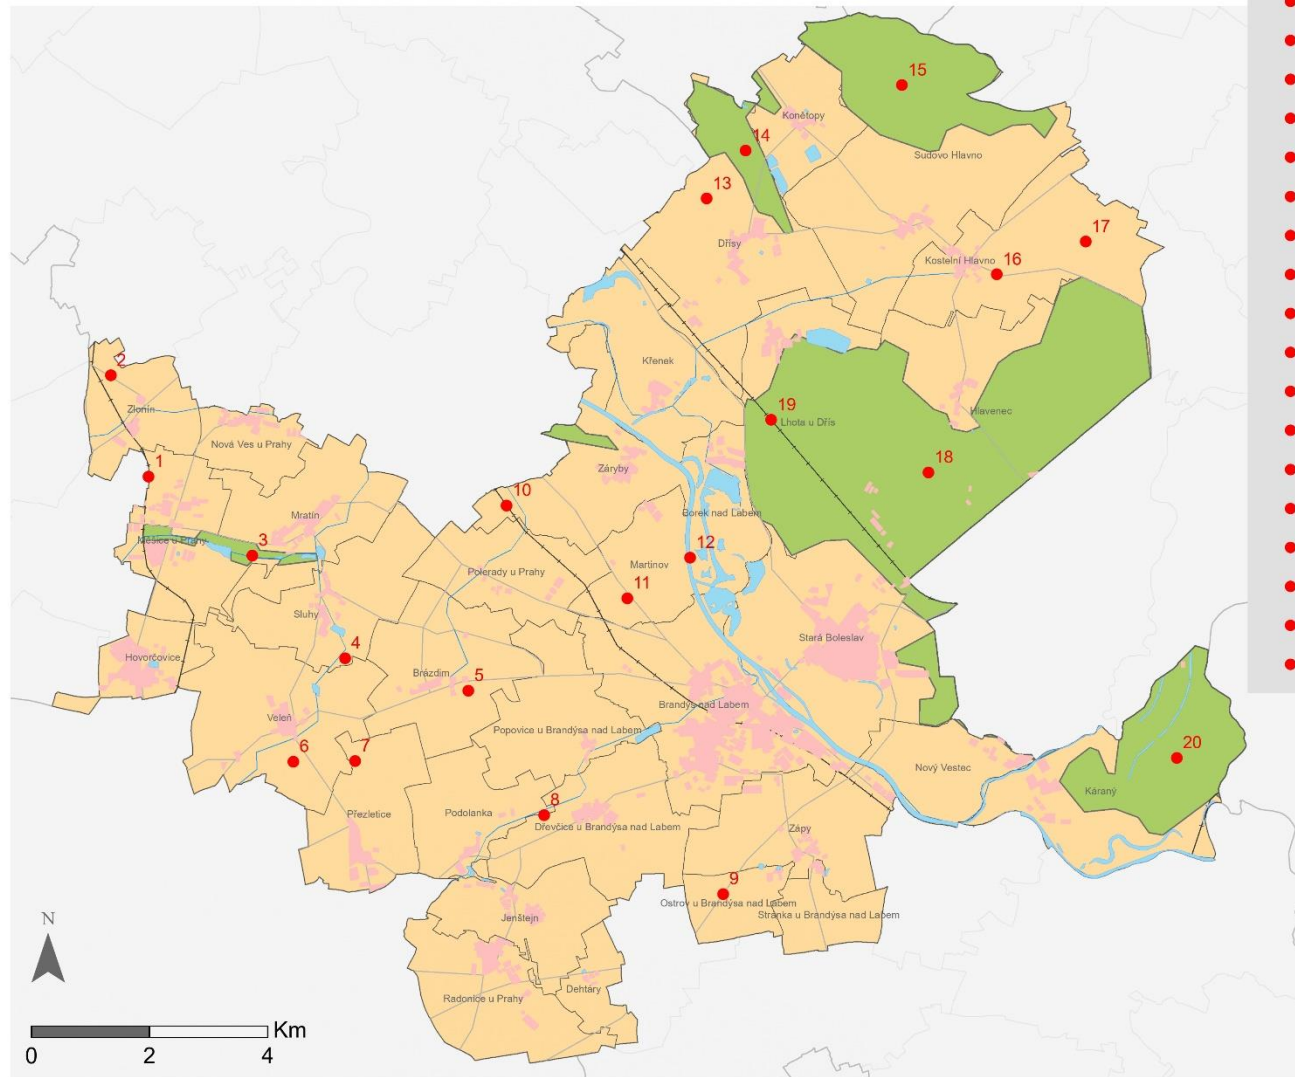 15
Konětopy
14
Sudovo Hlavno
13
17
Dřísy
Kostelní Hlavno
16
Křenek
2
Zlonín
19
Hlavenec
Lhota u Dřís
Nová Ves u Prahy
1
Záryby
18
10
Borek nad Labem
Mratín
3
Měšice u Prahy
12
Martinov
Polerady u Prahy
11
Sluhy
Stará Boleslav
4
Hovorčovice
Brázdim
5
Brandýs nad Labem
Veleň
Popovice u Brandýsa nad Labem
6
7
20
Nový Vestec
Káraný
Přezletice
Podolanka
8
Dřevčice u Brandýsa nad Labem
Zápy
9
Ostrov u Brandýsa nad Labem
Stránka u Brandýsa nad Labem
N
Jenštejn
Dehtáry
Radonice u Prahy
Km
0 2 4